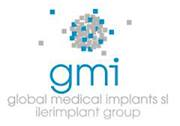 gmi
global medical implants sl
ilerimplant group